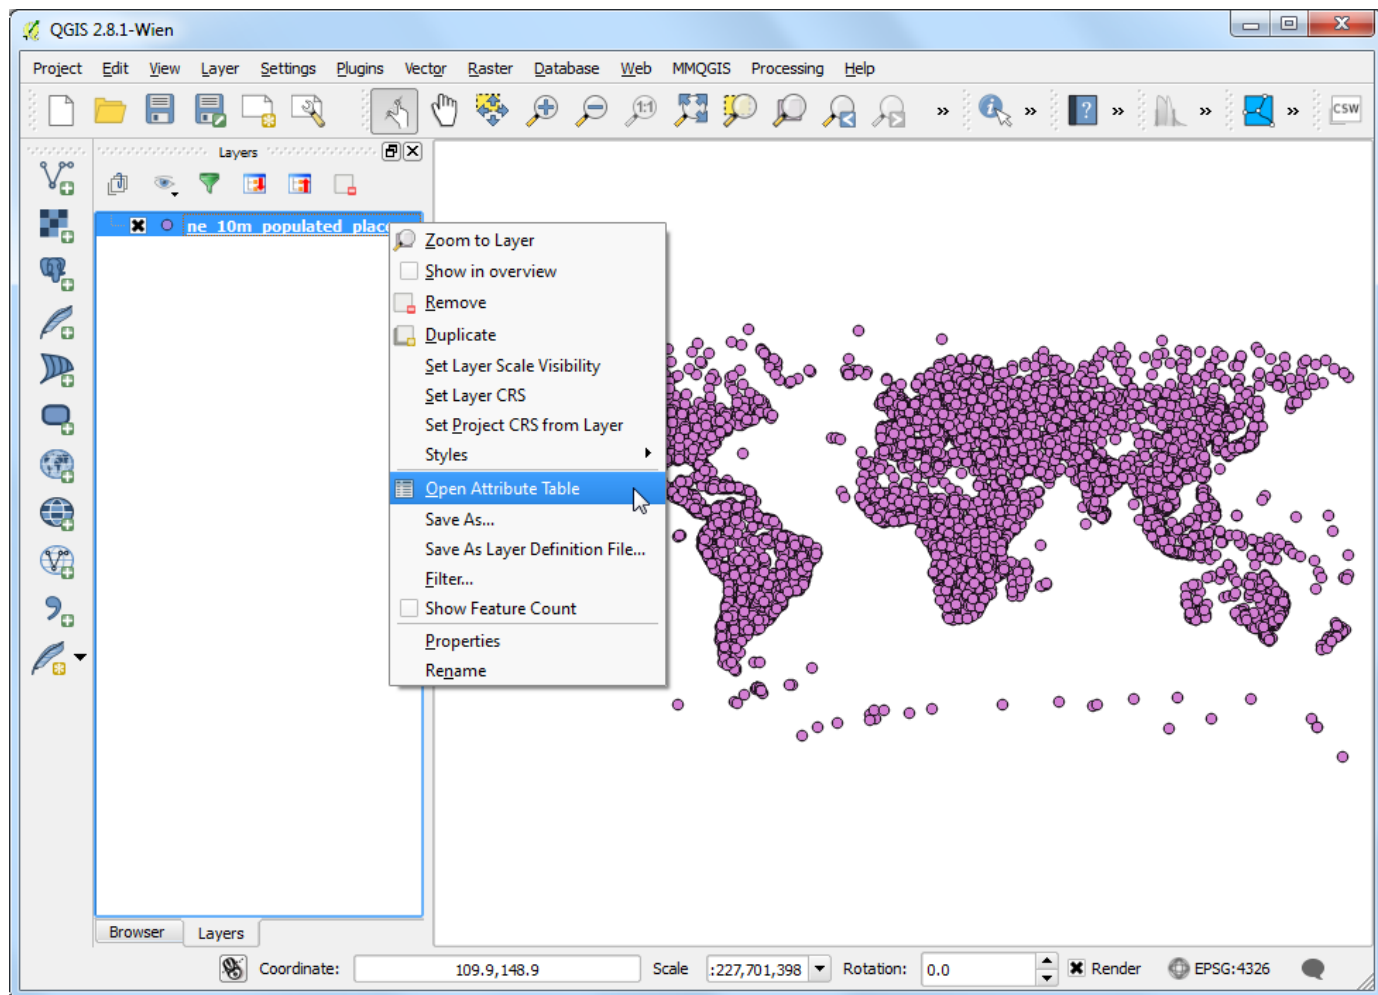 QGIS 2.8.1-Wien
Project Edit View Layer Settings Plugins Vector Raster Database Web MMQGIS Processing Help
1:1 » » ? » » » CSW
Layers
ne_10m_populated_plac
Zoom to Layer
Show in overview
Remove
Duplicate
Set Layer Scale Visibility
Set Layer CRS
Set Project CRS from Layer
Styles
Open Attribute Table
Save As...
Save As Layer Definition File...
Filter...
Show Feature Count
Properties
Rename
Browser Layers
Coordinate: 109.9,148.9 Scale :227,701,398 Rotation: 0.0 Render EPSG:4326